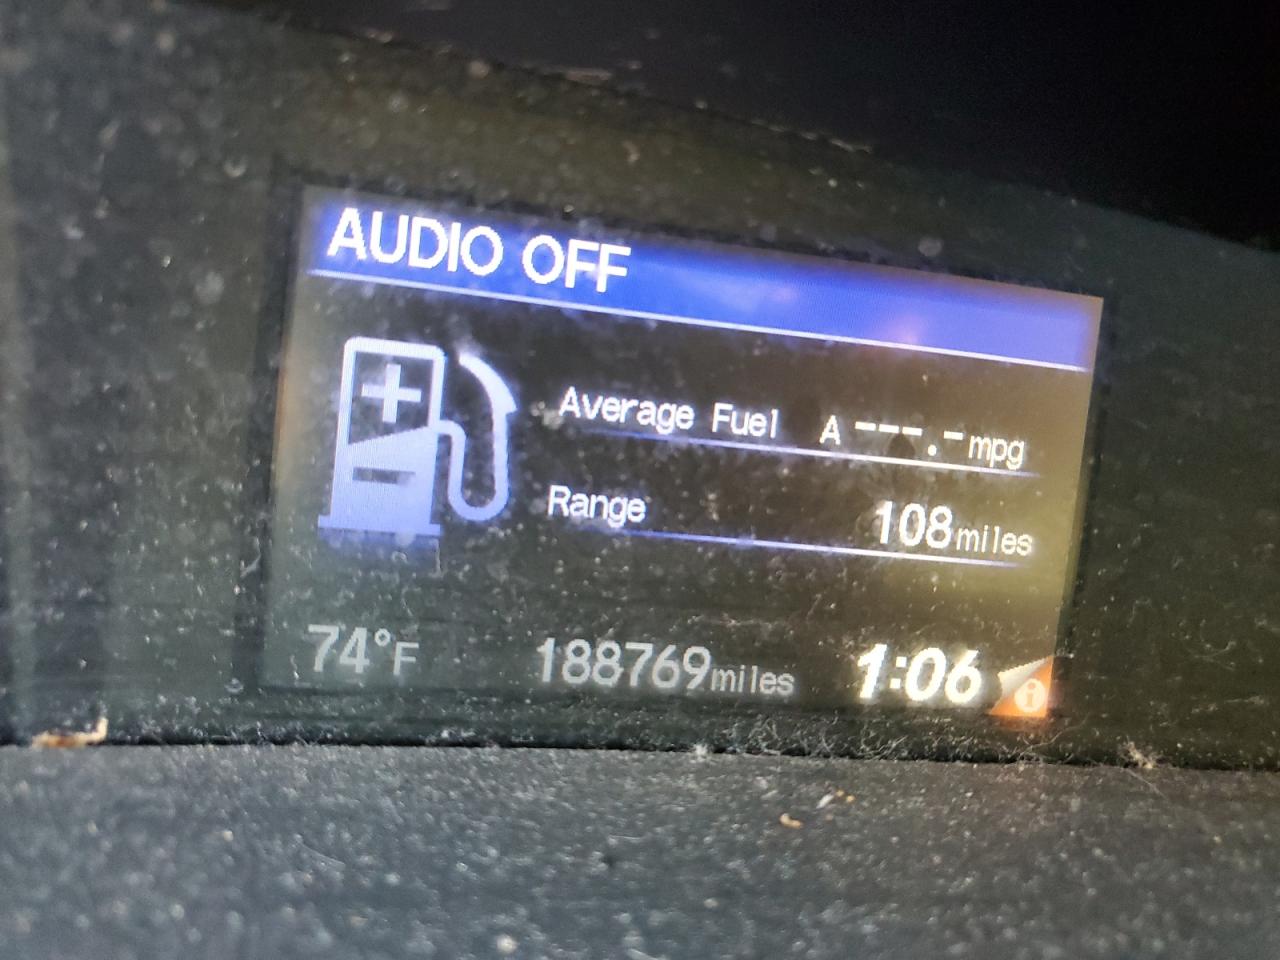 AUDIO OFF
Average Fuel A ---.- mpg
Range 108 miles
74°F 188769 miles 1:06 i